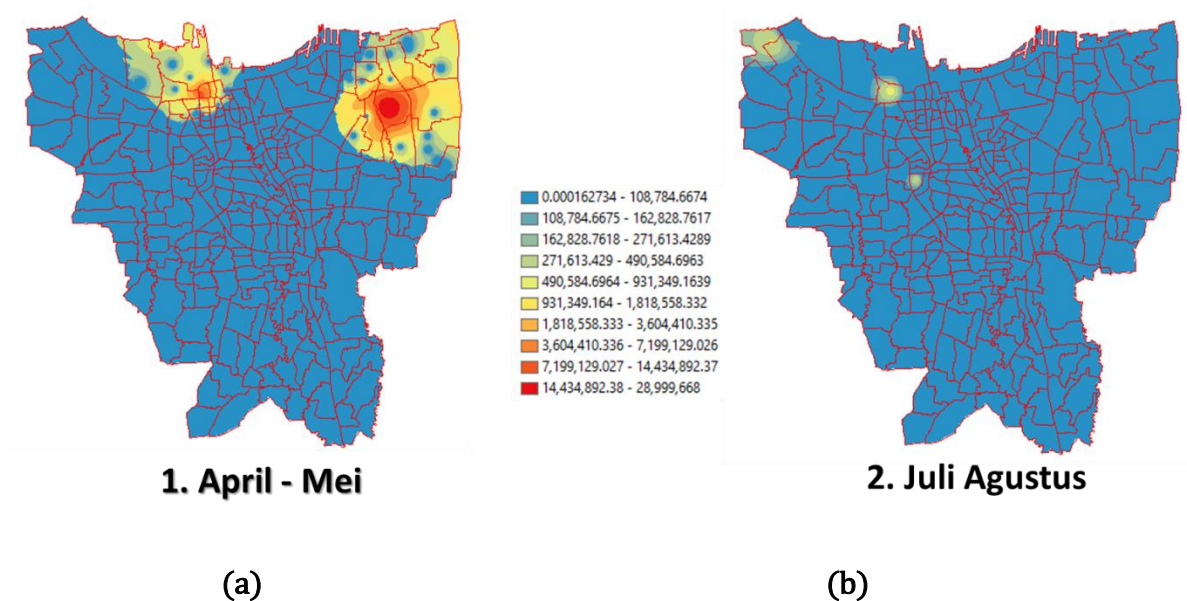 0.000162734 - 108,784.6674
108,784.6675 - 162,828.7617
162,828.7618 - 271,613.4289
271,613.429 - 490,584.6963
490,584.6964 - 931,349.1639
931,349.164 - 1,818,558.332
1,818,558.333 - 3,604,410.335
3,604,410.336 - 7,199,129.026
7,199,129.027 - 14,434,892.37
14,434,892.38 - 28,999,668
1. April - Mei
2. Juli Agustus
(a)
(b)